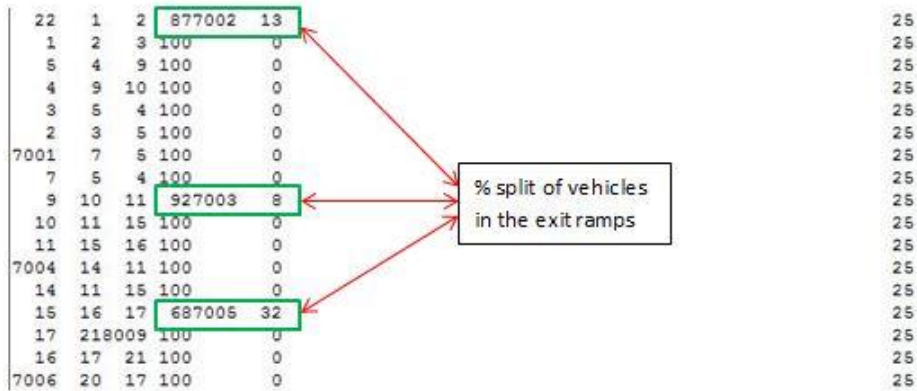 22 1 2 877002 13 25
1 2 3 100 0 25
5 4 9 100 0 25
4 9 10 100 0 25
3 5 4 100 0 25
2 3 5 100 0 25
7001 7 5 100 0 25
7 5 4 100 0 25
9 10 11 927003 8 25
10 11 15 100 0 25
11 15 16 100 0 25
7004 14 11 100 0 25
14 11 15 100 0 25
15 16 17 687005 32 25
17 218009 100 0 25
16 17 21 100 0 25
7006 20 17 100 0 25
% split of vehicles
in the exit ramps